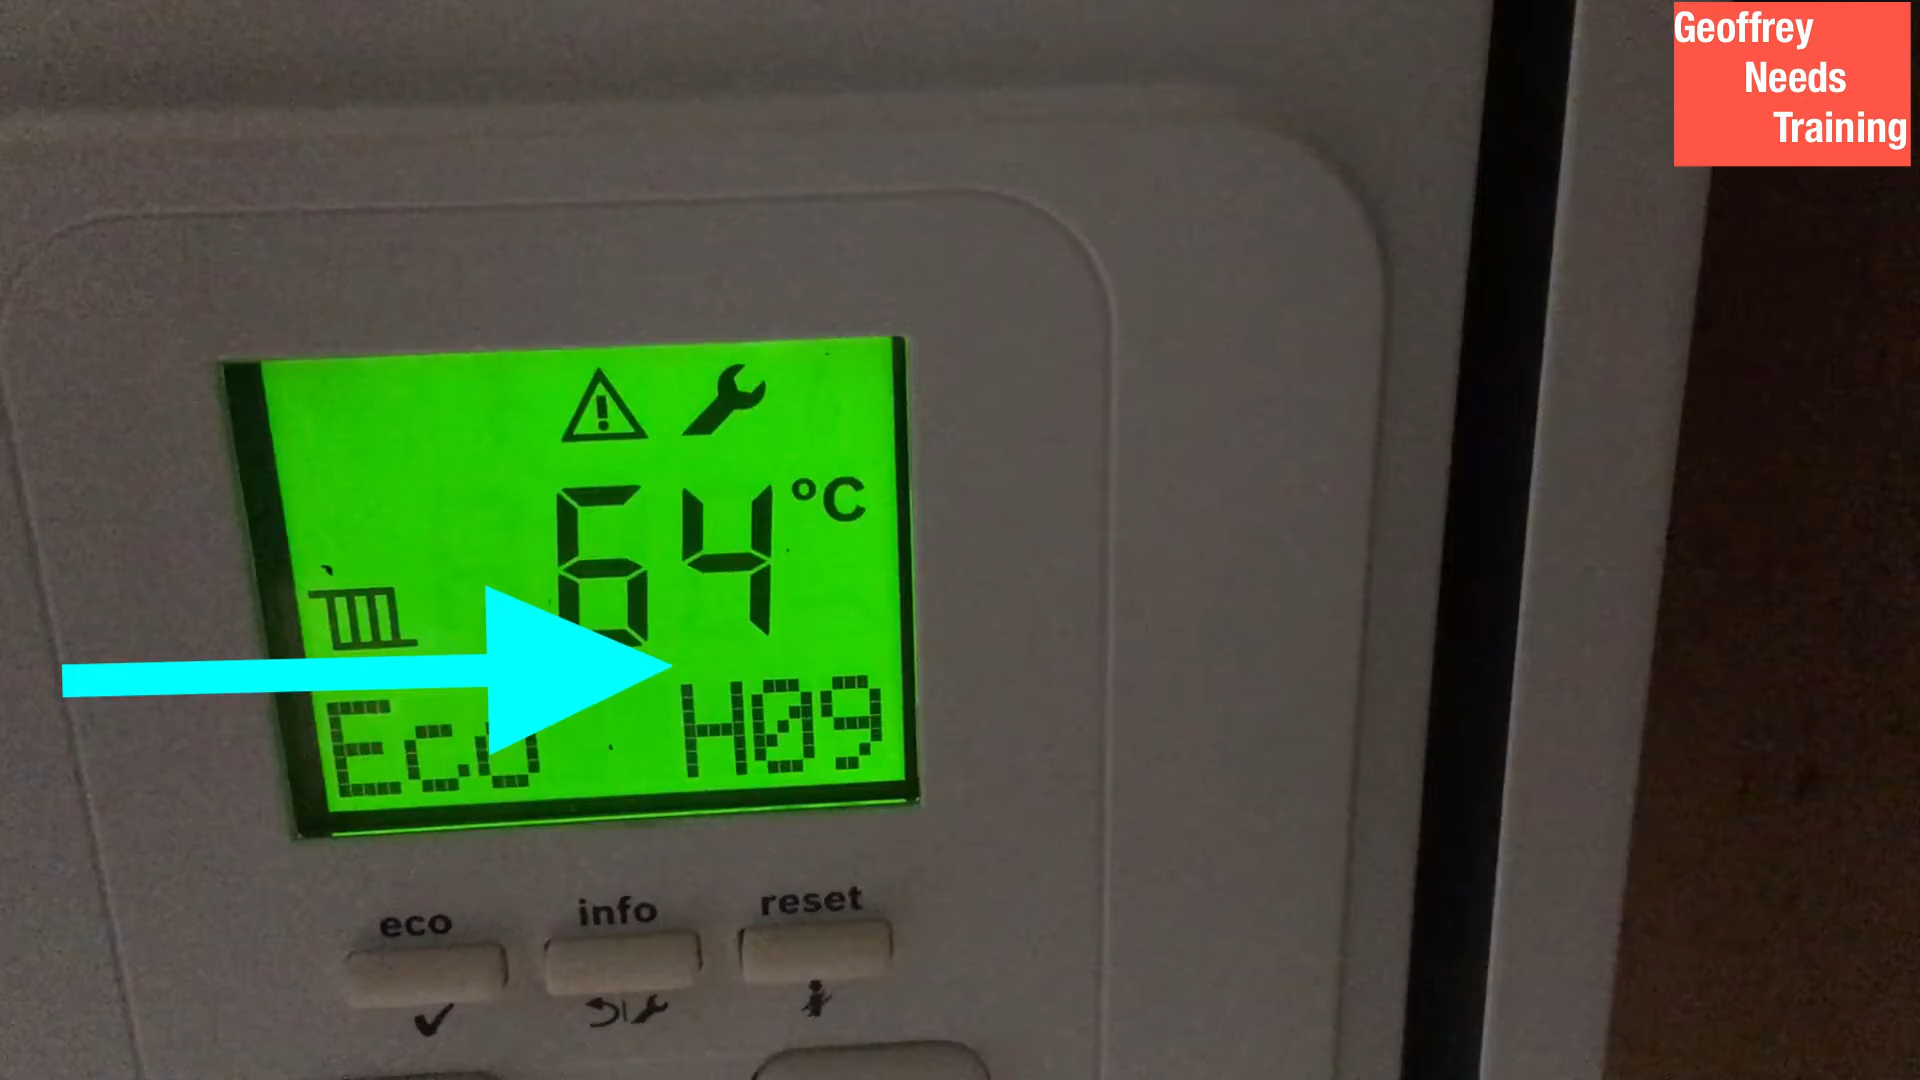 Geoffrey
Needs
Training
64 °C
Eco H09
eco info reset